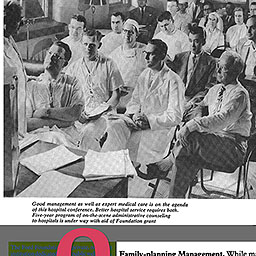 Good management as well as expert medical care is on the agenda
of this hospital conference. Better hospital service requires both.
Five-year program of on-the-scene administrative counseling
to hospitals is under way with aid of Foundation grant
Family-planning Management. While m